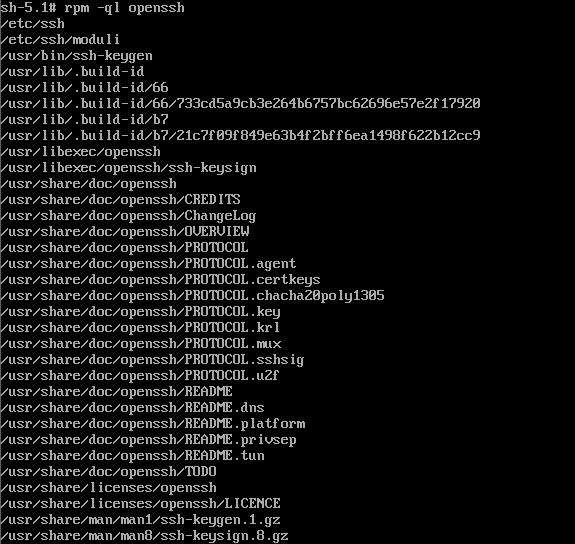 sh-5.1# rpm -ql openssh
/etc/ssh
/etc/ssh/moduli
/usr/bin/ssh-keygen
/usr/lib/.build-id
/usr/lib/.build-id/66
/usr/lib/.build-id/66/733cd5a9cb3e264b6757bc62696e57e2f17920
/usr/lib/.build-id/b7
/usr/lib/.build-id/b7/21c7f09f849e63b4f2bff6ea1498f622b12cc9
/usr/libexec/openssh
/usr/libexec/openssh/ssh-keysign
/usr/share/doc/openssh
/usr/share/doc/openssh/CREDITS
/usr/share/doc/openssh/ChangeLog
/usr/share/doc/openssh/OVERVIEW
/usr/share/doc/openssh/PROTOCOL
/usr/share/doc/openssh/PROTOCOL.agent
/usr/share/doc/openssh/PROTOCOL.certkeys
/usr/share/doc/openssh/PROTOCOL.chacha20poly1305
/usr/share/doc/openssh/PROTOCOL.key
/usr/share/doc/openssh/PROTOCOL.krl
/usr/share/doc/openssh/PROTOCOL.mux
/usr/share/doc/openssh/PROTOCOL.sshsig
/usr/share/doc/openssh/PROTOCOL.u2f
/usr/share/doc/openssh/README
/usr/share/doc/openssh/README.dns
/usr/share/doc/openssh/README.platform
/usr/share/doc/openssh/README.privsep
/usr/share/doc/openssh/README.tun
/usr/share/doc/openssh/TODO
/usr/share/licenses/openssh
/usr/share/licenses/openssh/LICENCE
/usr/share/man/man1/ssh-keygen.1.gz
/usr/share/man/man8/ssh-keysign.8.gz